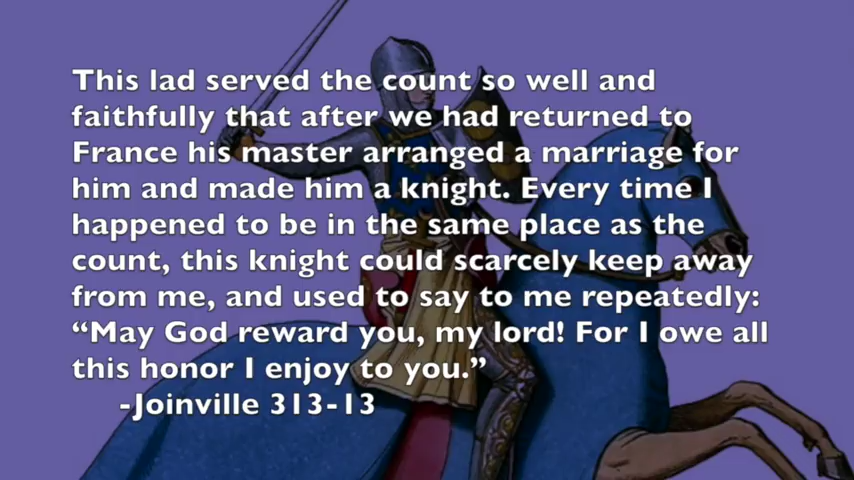 This lad served the count so well and
faithfully that after we had returned to
France his master arranged a marriage for
him and made him a knight. Every time I
happened to be in the same place as the
count, this knight could scarcely keep away
from me, and used to say to me repeatedly:
“May God reward you, my lord! For I owe all
this honor I enjoy to you.”
-Joinville 313-13